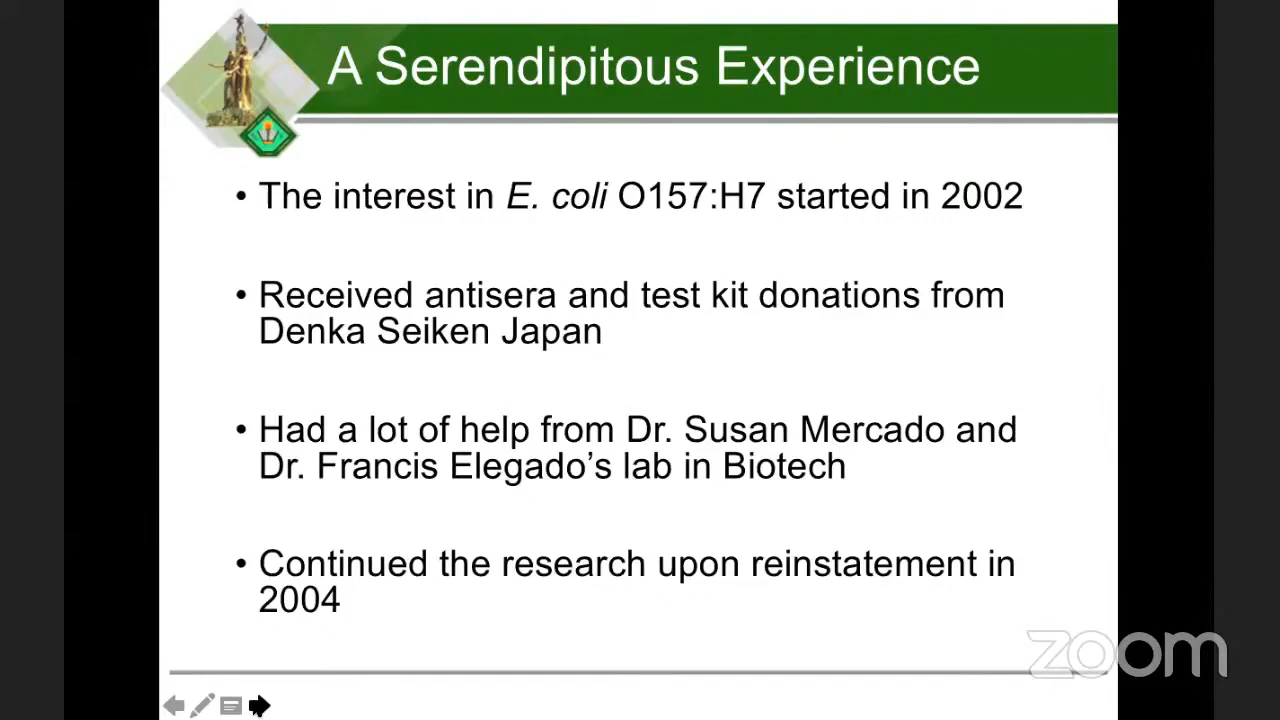 A Serendipitous Experience
• The interest in E. coli O157:H7 started in 2002
• Received antisera and test kit donations from
Denka Seiken Japan
• Had a lot of help from Dr. Susan Mercado and
Dr. Francis Elegado’s lab in Biotech
• Continued the research upon reinstatement in
2004
zoom